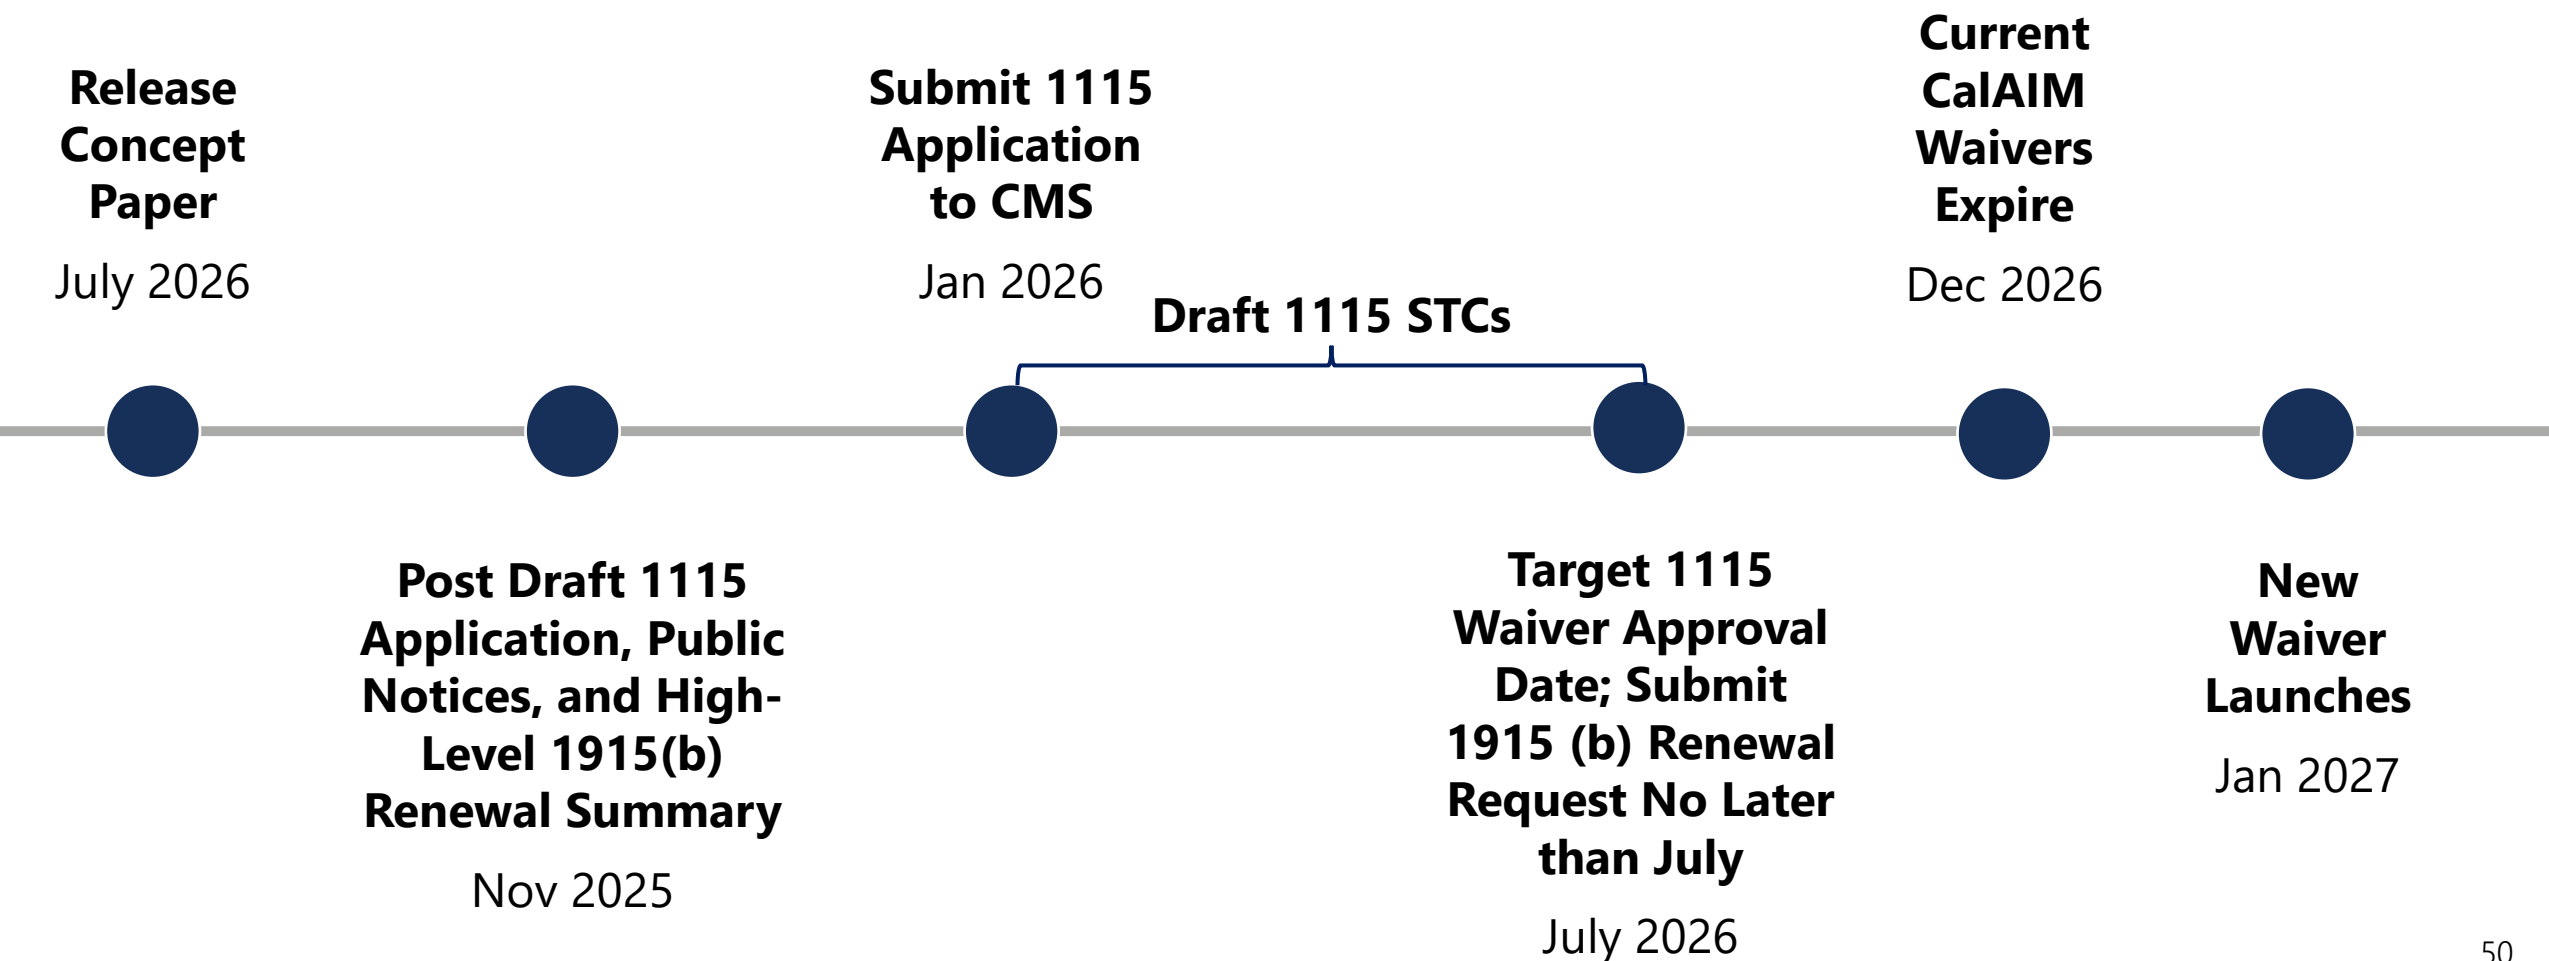 Release
Concept
Paper
July 2026
Post Draft 1115
Application, Public
Notices, and High-
Level 1915(b)
Renewal Summary
Nov 2025
Submit 1115
Application
to CMS
Jan 2026
Draft 1115 STCs
Target 1115
Waiver Approval
Date; Submit
1915 (b) Renewal
Request No Later
than July
July 2026
Current
CalAIM
Waivers
Expire
Dec 2026
New
Waiver
Launches
Jan 2027
50